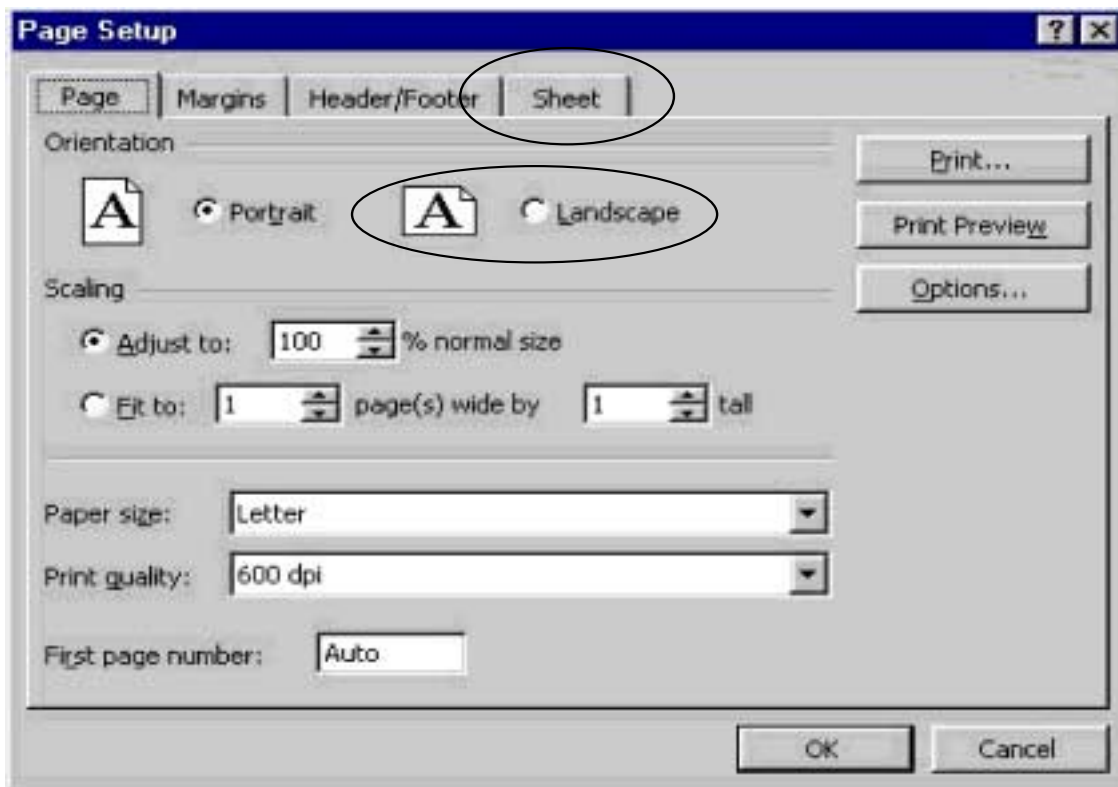 Page Setup
Page Margins Header/Footer Sheet
Orientation
A Portrait A Landscape
Print...
Print Preview
Scaling
Options...
Adjust to: 100 % normal size
Fit to: 1 page(s) wide by 1 tall
Paper size: Letter
Print quality: 600 dpi
First page number: Auto
OK Cancel